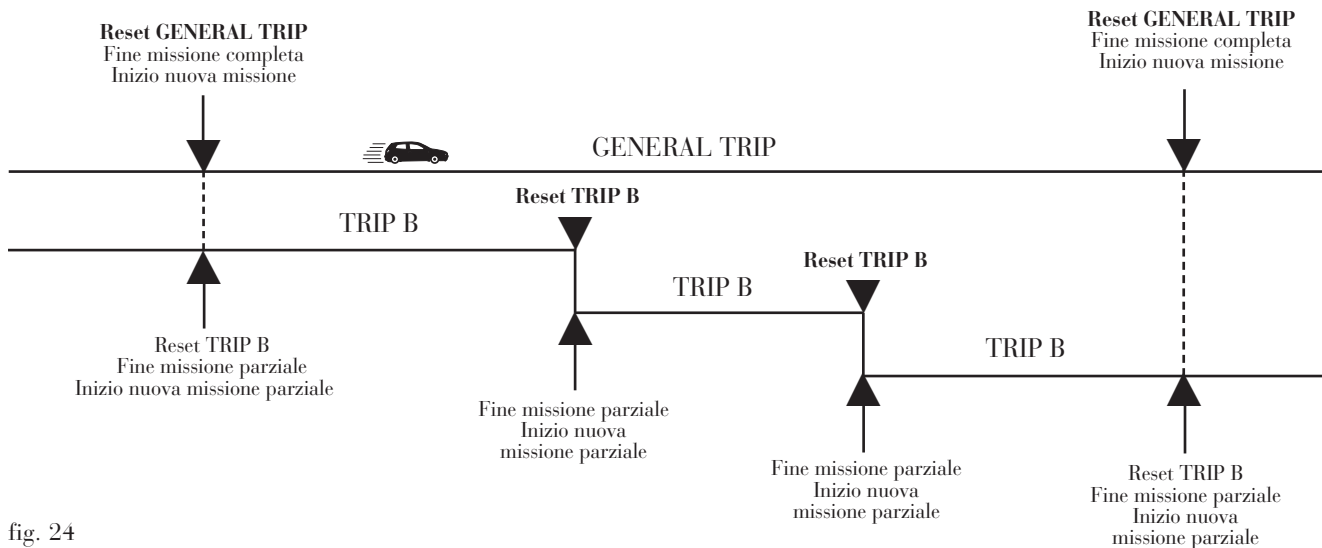 Reset GENERAL TRIP
Fine missione completa
Inizio nuova missione
Reset GENERAL TRIP
Fine missione completa
Inizio nuova missione
GENERAL TRIP
Reset TRIP B
TRIP B
Reset TRIP B
TRIP B
TRIP B
Reset TRIP B
Fine missione parziale
Inizio nuova missione parziale
Fine missione parziale
Inizio nuova
missione parziale
Fine missione parziale
Inizio nuova
missione parziale
Reset TRIP B
Fine missione parziale
Inizio nuova
missione parziale
fig. 24